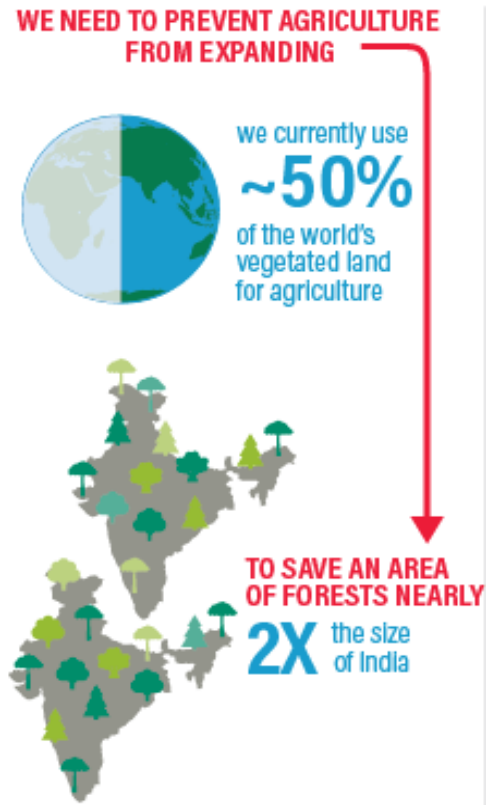 WE NEED TO PREVENT AGRICULTURE
FROM EXPANDING
we currently use
~50%
of the world's
vegetated land
for agriculture
TO SAVE AN AREA
OF FORESTS NEARLY
2X the size
of India